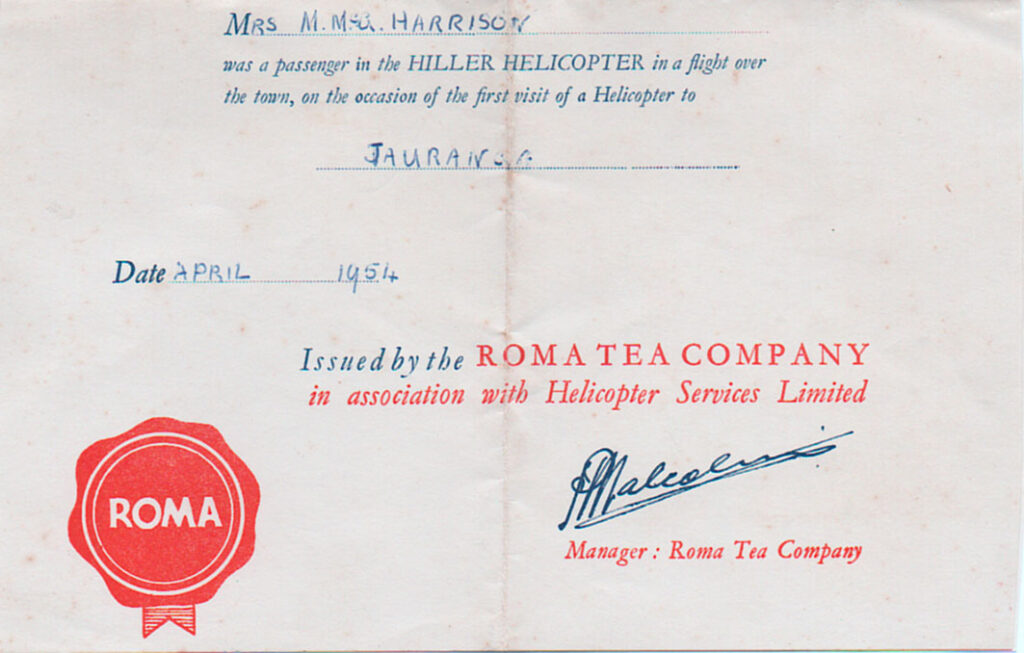 Mrs M. McQ. HARRISON
was a passenger in the HILLER HELICOPTER in a flight over
the town, on the occasion of the first visit of a Helicopter to
TAURANGA
Date APRIL 1954
Issued by the ROMA TEA COMPANY
in association with Helicopter Services Limited
ROMA
Malcolm
Manager: Roma Tea Company